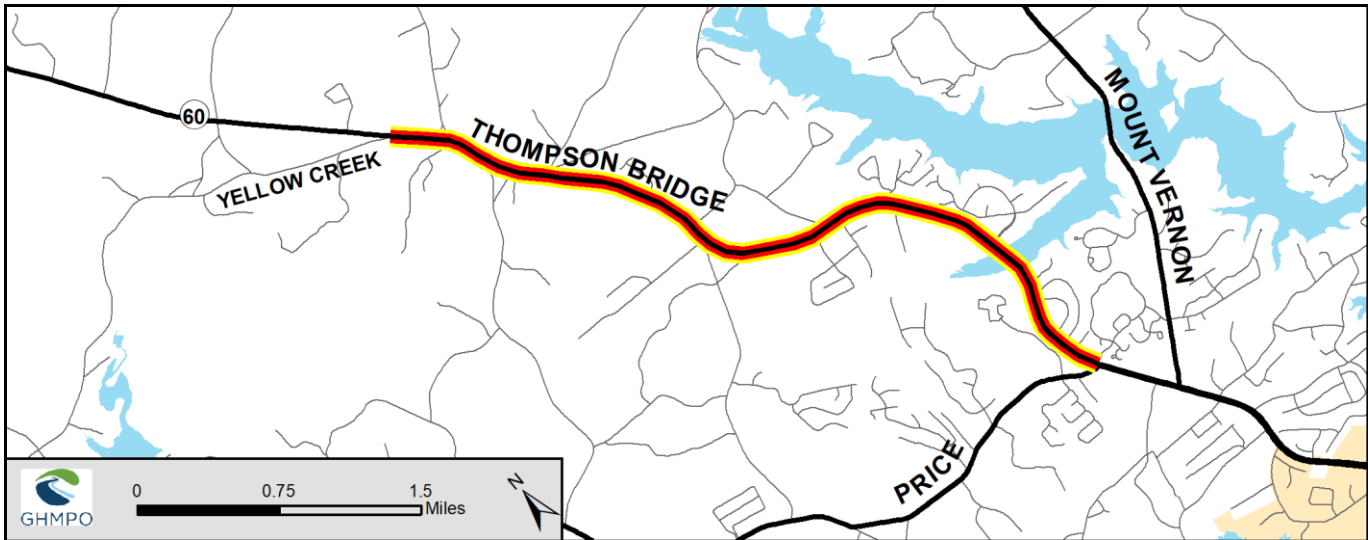 60
YELLOW CREEK
THOMPSON BRIDGE
MOUNT VERNON
PRICE
GHMPO
0 0.75 1.5
Miles
N